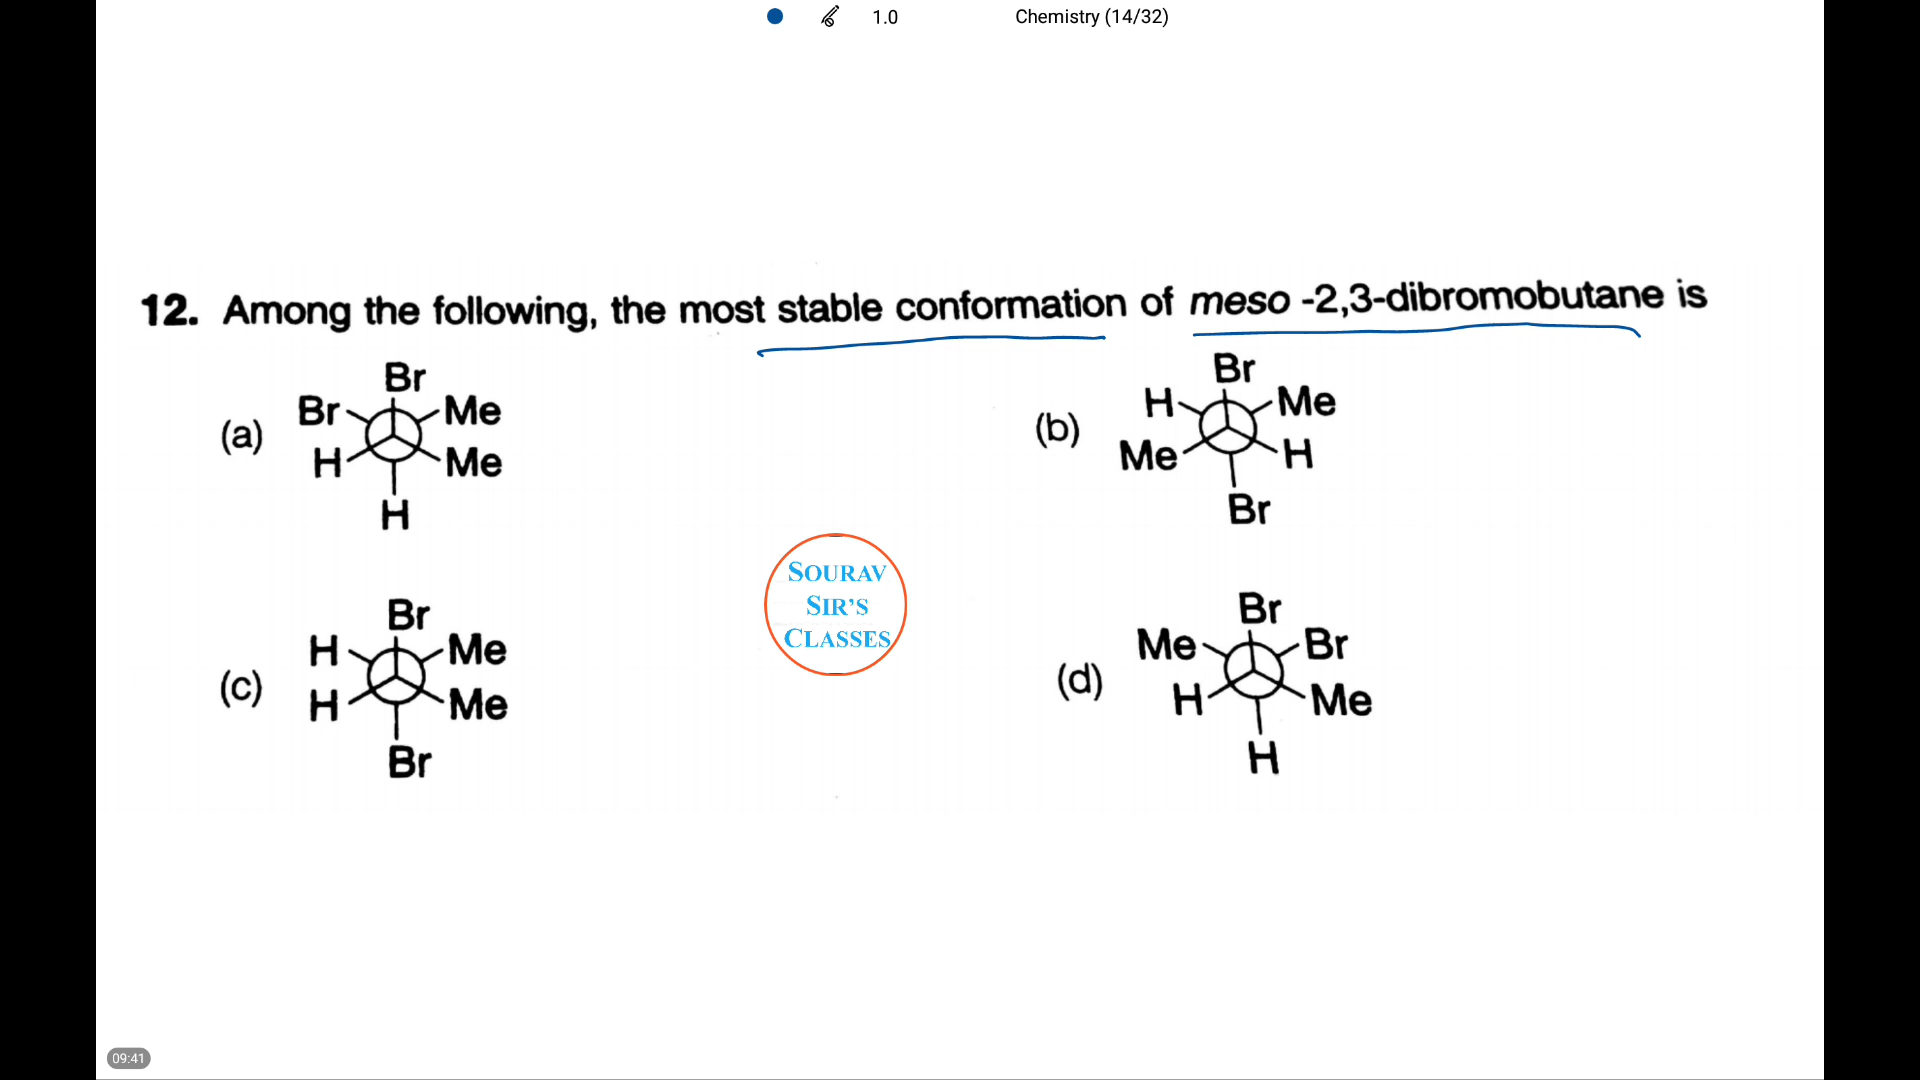 1.0 Chemistry (14/32)
12. Among the following, the most stable conformation of meso -2,3-dibromobutane is
(a) Br Br Me H Me H
(b) Br H Me Me H Br
SOURAV
SIR'S
CLASSES
(c) Br H Me H Me Br
(d) Br Me Br H Me H
09:41